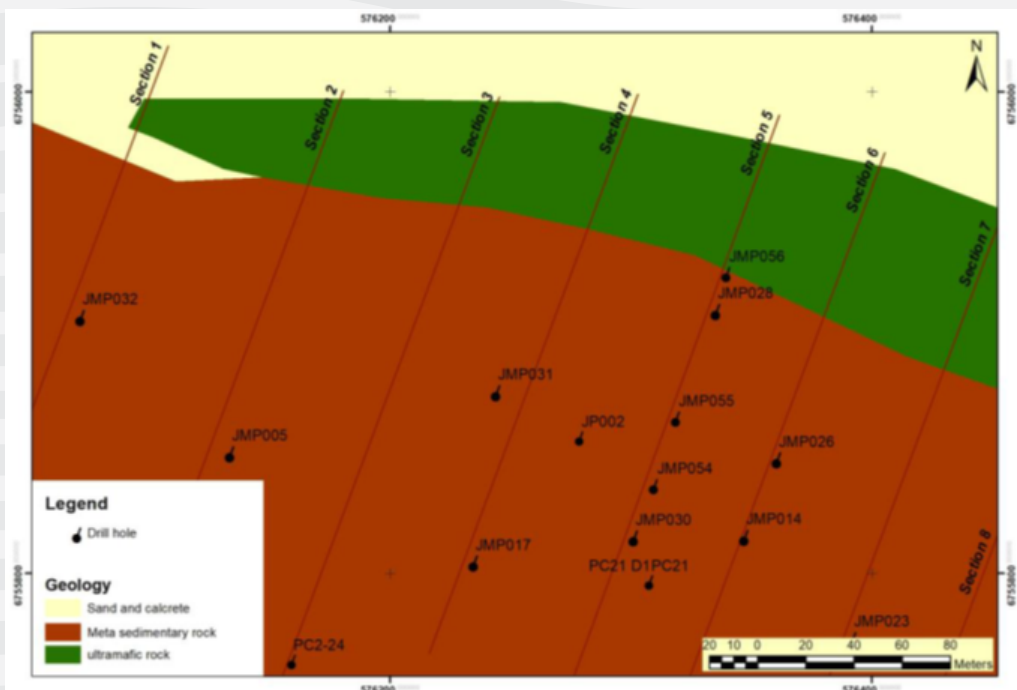 576200
576400
N
6756000
6756000
Section 1
Section 2
Section 3
Section 4
Section 5
Section 6
Section 7
JMP056
JMP028
JMP032
JMP031
JMP055
JP002
JMP005
JMP026
JMP054
JMP030
JMP014
JMP017
PC21 D1PC21
Section 8
JMP023
PC2-24
Legend
Drill hole
Geology
Sand and calcrete
Meta sedimentary rock
ultramafic rock
6755800
6755800
20 10 0 20 40 60 80
Meters
576200
576400